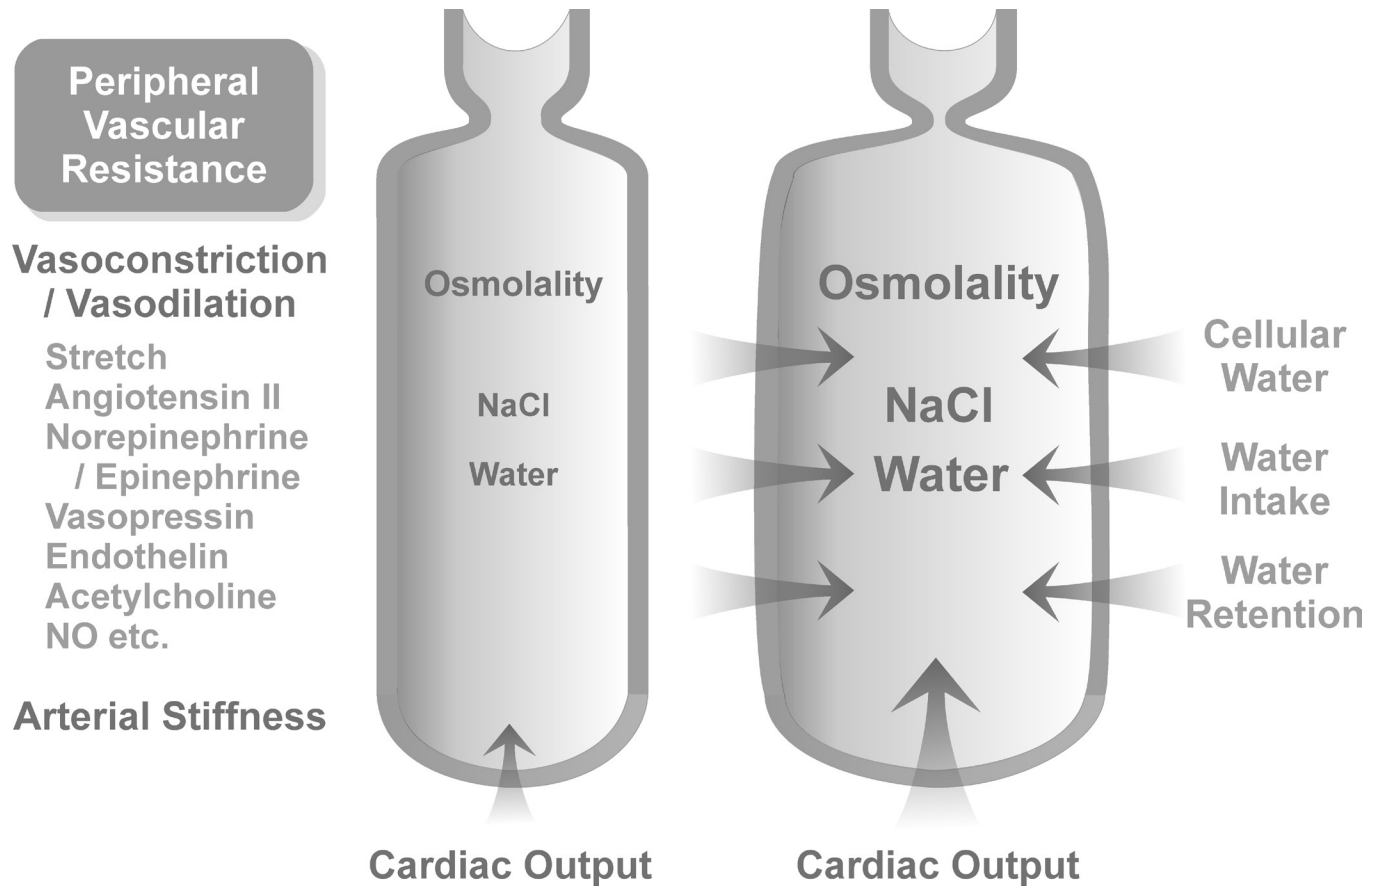 Peripheral
Vascular
Resistance
Vasoconstriction
/ Vasodilation
Stretch
Angiotensin II
Norepinephrine
/ Epinephrine
Vasopressin
Endothelin
Acetylcholine
NO etc.
Arterial Stiffness
Osmolality
NaCl
Water
Cardiac Output
Osmolality
NaCl
Water
Cardiac Output
Cellular
Water
Water
Intake
Water
Retention